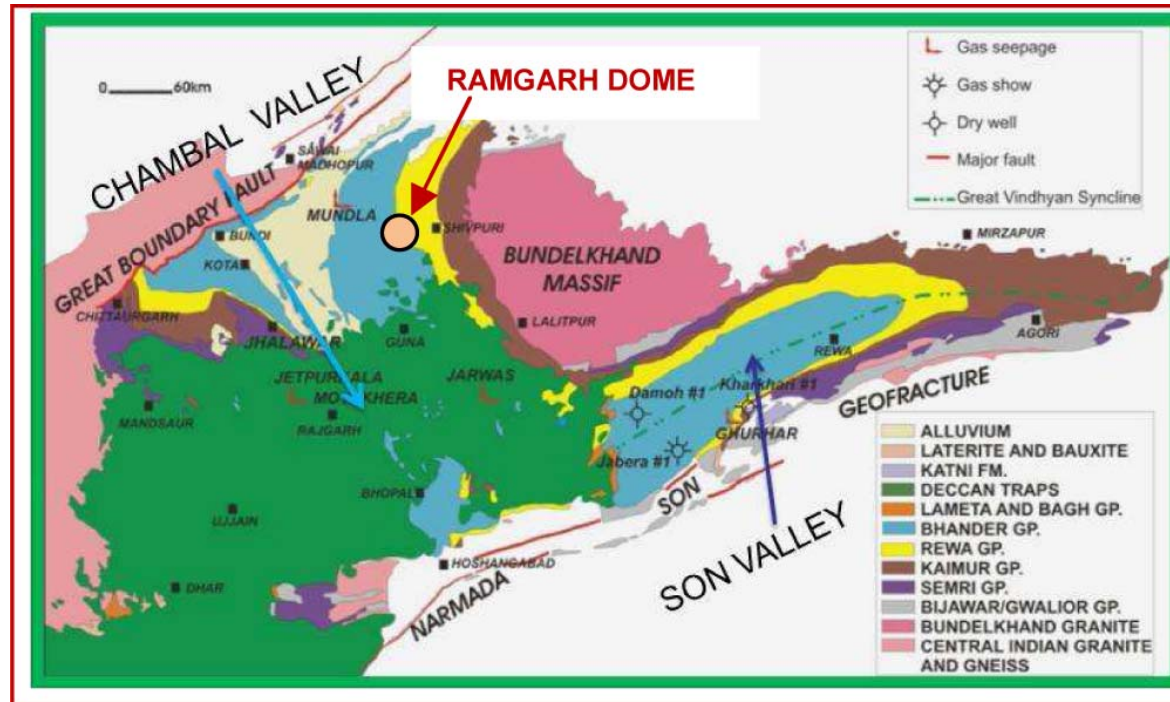 RAMGARH DOME
0 60km
CHAMBAL VALLEY
GREAT BOUNDARY FAULT
SAWAI
MADHOPUR
MUNDLA
BUNDI
KOTA
SHIVPURI
BUNDELKHAND
MASSIF
MIRZAPUR
CHITTAURGARH
LALITPUR
JHALAWAR
GUNA
REWA
AGORI
JARWAS
RAJGARH
MANDSAUR
Damoh #1
Kharkhari #1
GHURHAR
Jabera #1
BHOPAL
UJJAIN
HOSHANGABAD
DHAR
NARMADA
SON
GEOFRACTURE
SON VALLEY
Gas seepage
Gas show
Dry well
Major fault
Great Vindhyan Syncline
ALLUVIUM
LATERITE AND BAUXITE
KATNI FM.
DECCAN TRAPS
LAMETA AND BAGH GP.
BHANDER GP.
REWA GP.
KAIMUR GP.
SEMRI GP.
BIJAWAR/GWALIOR GP.
BUNDELKHAND GRANITE
CENTRAL INDIAN GRANITE
AND GNEISS